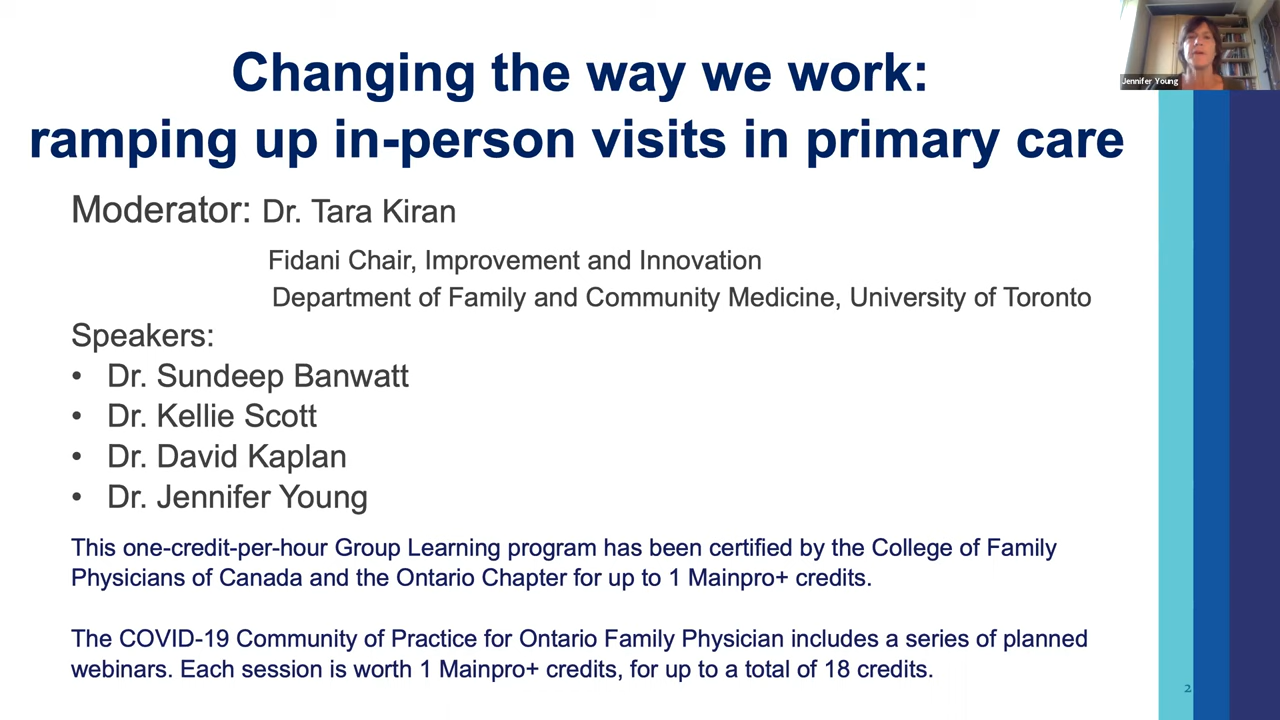 Changing the way we work:
ramping up in-person visits in primary care
Jennifer Young
Moderator: Dr. Tara Kiran
Fidani Chair, Improvement and Innovation
Department of Family and Community Medicine, University of Toronto
Speakers:
• Dr. Sundeep Banwatt
• Dr. Kellie Scott
• Dr. David Kaplan
• Dr. Jennifer Young
This one-credit-per-hour Group Learning program has been certified by the College of Family
Physicians of Canada and the Ontario Chapter for up to 1 Mainpro+ credits.
The COVID-19 Community of Practice for Ontario Family Physician includes a series of planned
webinars. Each session is worth 1 Mainpro+ credits, for up to a total of 18 credits.
2